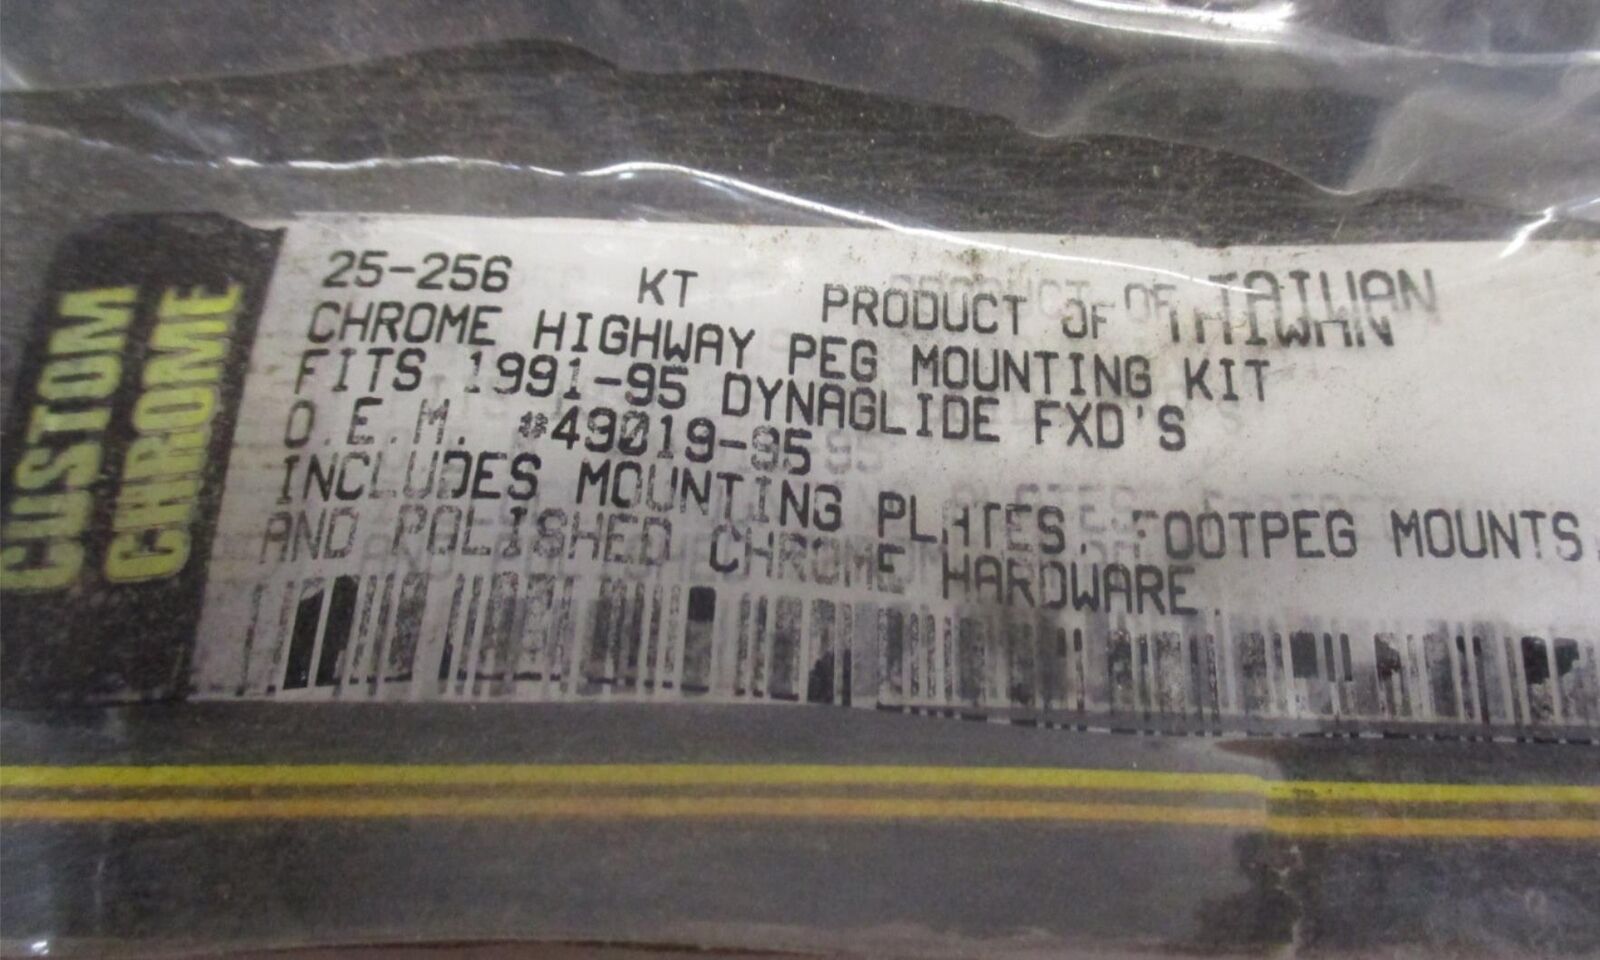 CUSTOM
CHROME
25-256 KT PRODUCT OF TAIWAN
CHROME HIGHWAY PEG MOUNTING KIT
FITS 1991-95 DYNAGLIDE FXD'S
O.E.M. #49019-95
INCLUDES MOUNTING PLATES, FOOTPEG MOUNTS,
AND POLISHED CHROME HARDWARE.